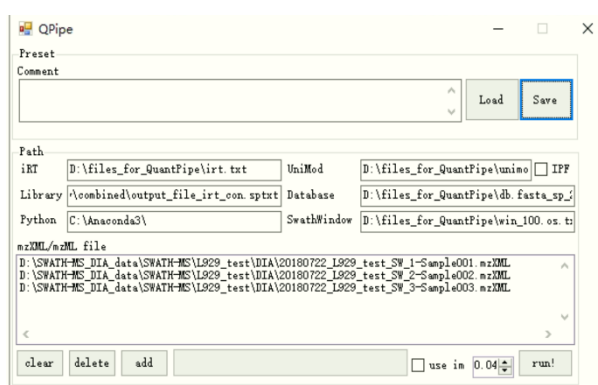 QPipe
Preset
Comment
Load
Save
Path
iRT D:\files_for_QuantPipe\irt.txt UniMod D:\files_for_QuantPipe\unimo IPF
Library \combined\output_file_irt_con.sptxt Database D:\files_for_QuantPipe\db.fasta_sp_
Python C:\Anaconda3\ SwathWindow D:\files_for_QuantPipe\win_100.os.t
mzXML/mzML file
D:\SWATH-MS_DIA_data\SWATH-MS\L929_test\DIA\20180722_L929_test_SW_1-Sample001.mzXML
D:\SWATH-MS_DIA_data\SWATH-MS\L929_test\DIA\20180722_L929_test_SW_2-Sample002.mzXML
D:\SWATH-MS_DIA_data\SWATH-MS\L929_test\DIA\20180722_L929_test_SW_3-Sample003.mzXML
clear delete add use im 0.04 run!